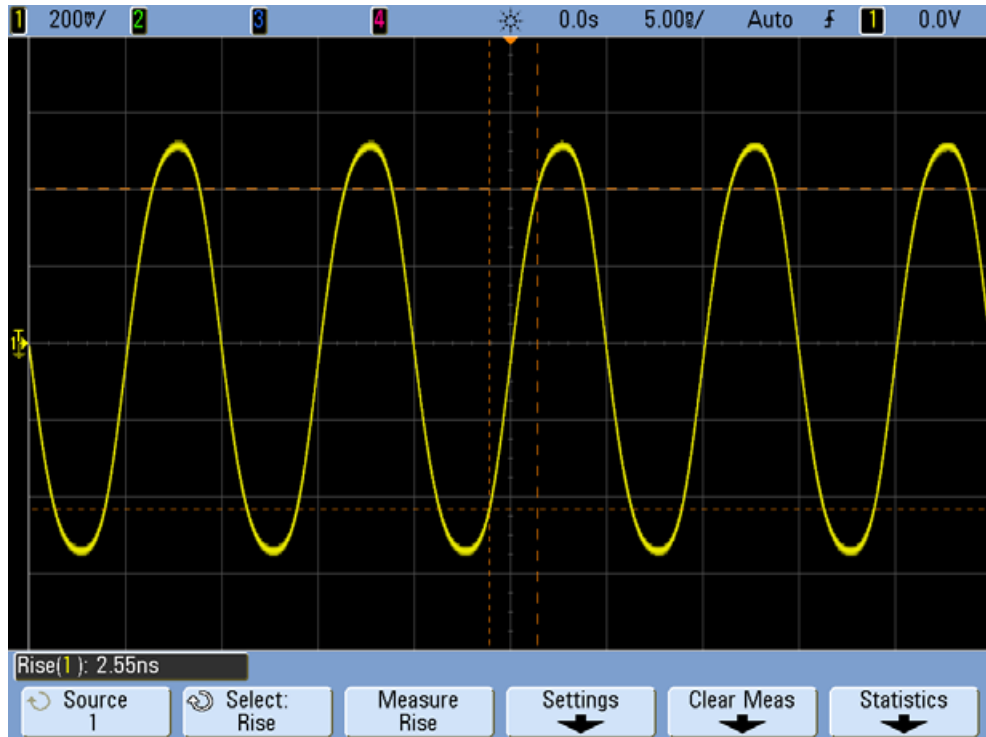 1 200mV/ 2 3 4 0.0s 5.00ns/ Auto 1 0.0V
T
1
Rise(1): 2.55ns
Source Select: Measure Settings Clear Meas Statistics
1 Rise Rise